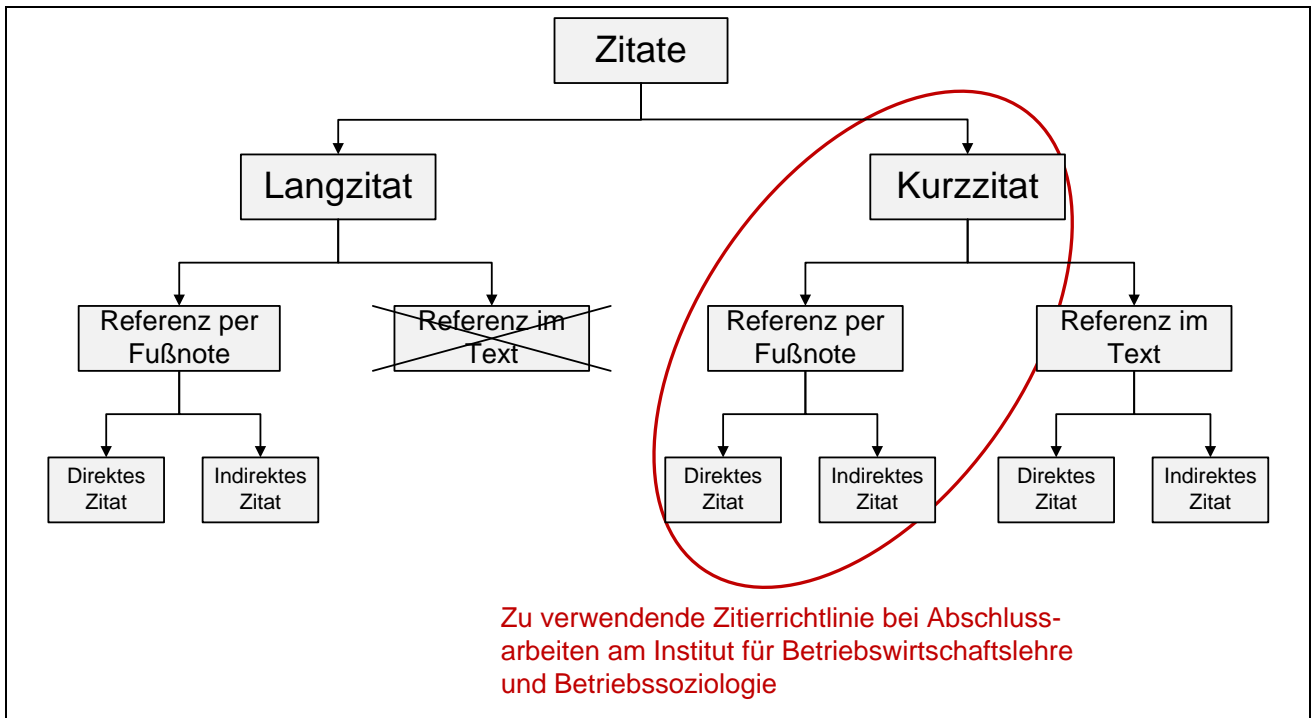 Zitate
Langzitat
Kurzzitat
Referenz per
Fußnote
Referenz im
Text
Referenz per
Fußnote
Referenz im
Text
Direktes
Zitat
Indirektes
Zitat
Direktes
Zitat
Indirektes
Zitat
Direktes
Zitat
Indirektes
Zitat
Zu verwendende Zitierrichtlinie bei Abschluss-
arbeiten am Institut für Betriebswirtschaftslehre
und Betriebssoziologie